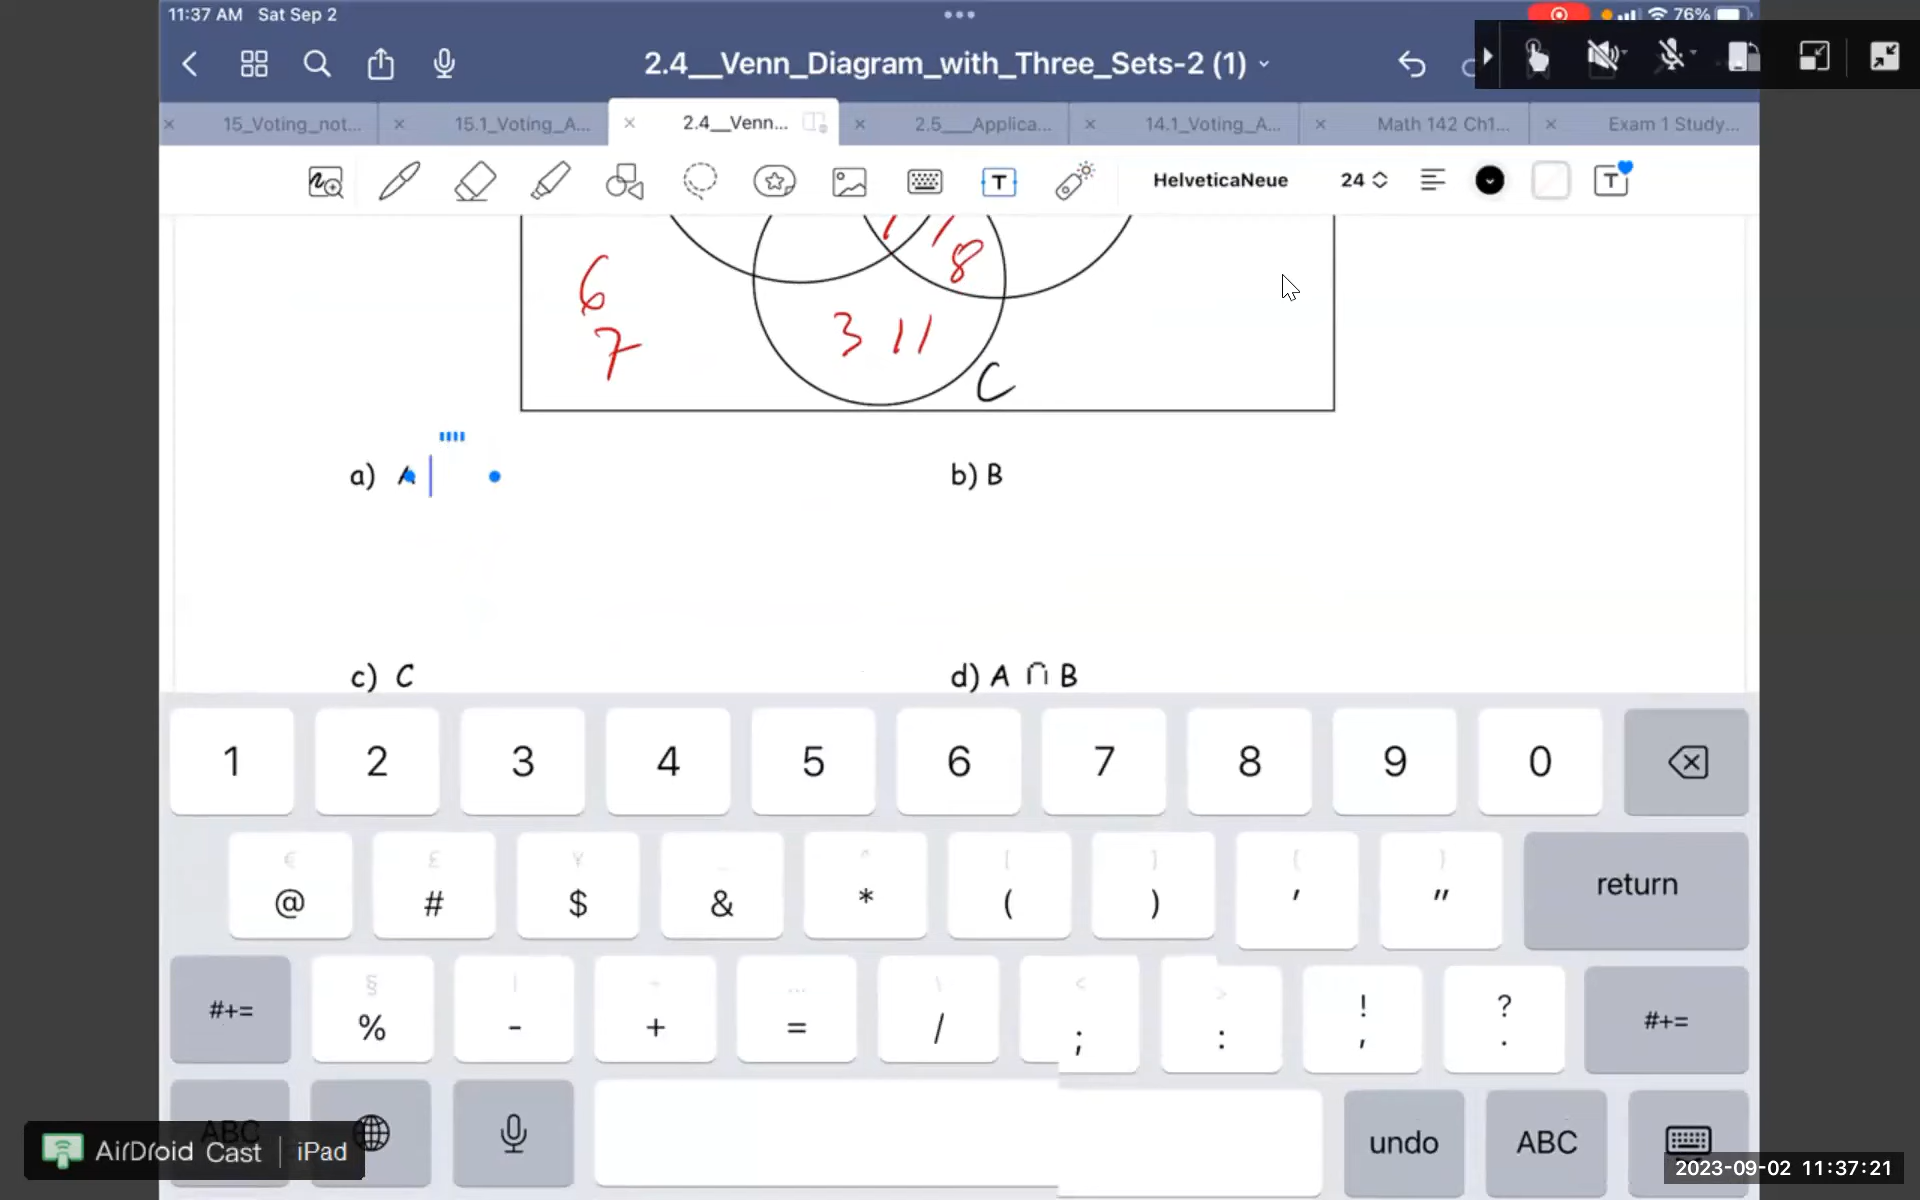 11:37 AM Sat Sep 2
76%
2.4__Venn_Diagram_with_Three_Sets-2 (1)
15_Voting_not...
15.1_Voting_A...
2.4__Venn...
2.5___Applica...
14.1_Voting_A...
Math 142 Ch1...
Exam 1 Study...
T HelveticaNeue 24 T
8
6
7
3 11
C
a) A
b) B
c) C
d) A ∩ B
1 2 3 4 5 6 7 8 9 0
€ £ ¥ _ ^ [ ] { }
@ # $ & * ( ) ' " return
§ | ~ … \ < > ! ?
#+= % - + = / ; : , . #+=
ABC undo ABC
AirDroid Cast | iPad
2023-09-02 11:37:21